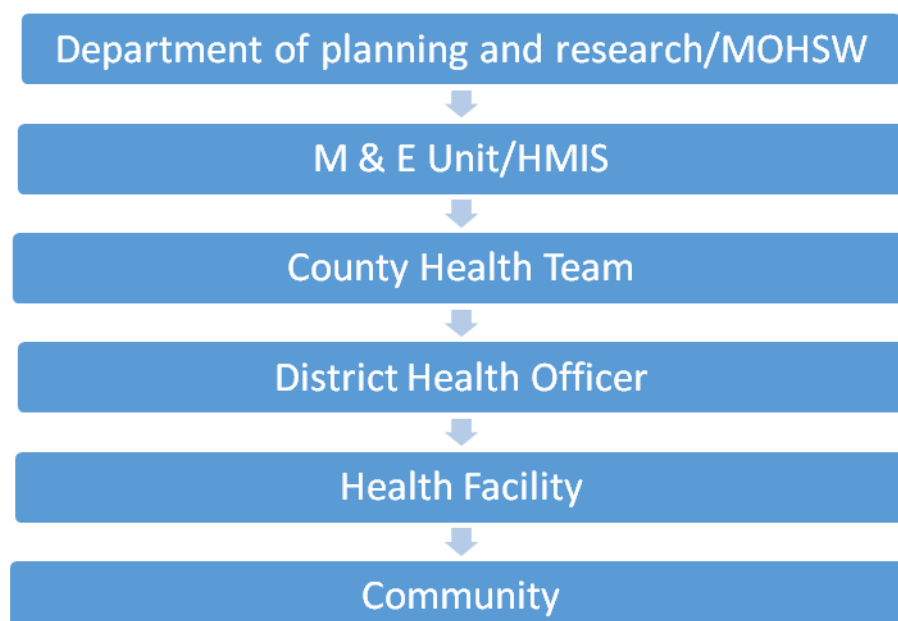 Department of planning and research/MOHSW
M & E Unit/HMIS
County Health Team
District Health Officer
Health Facility
Community